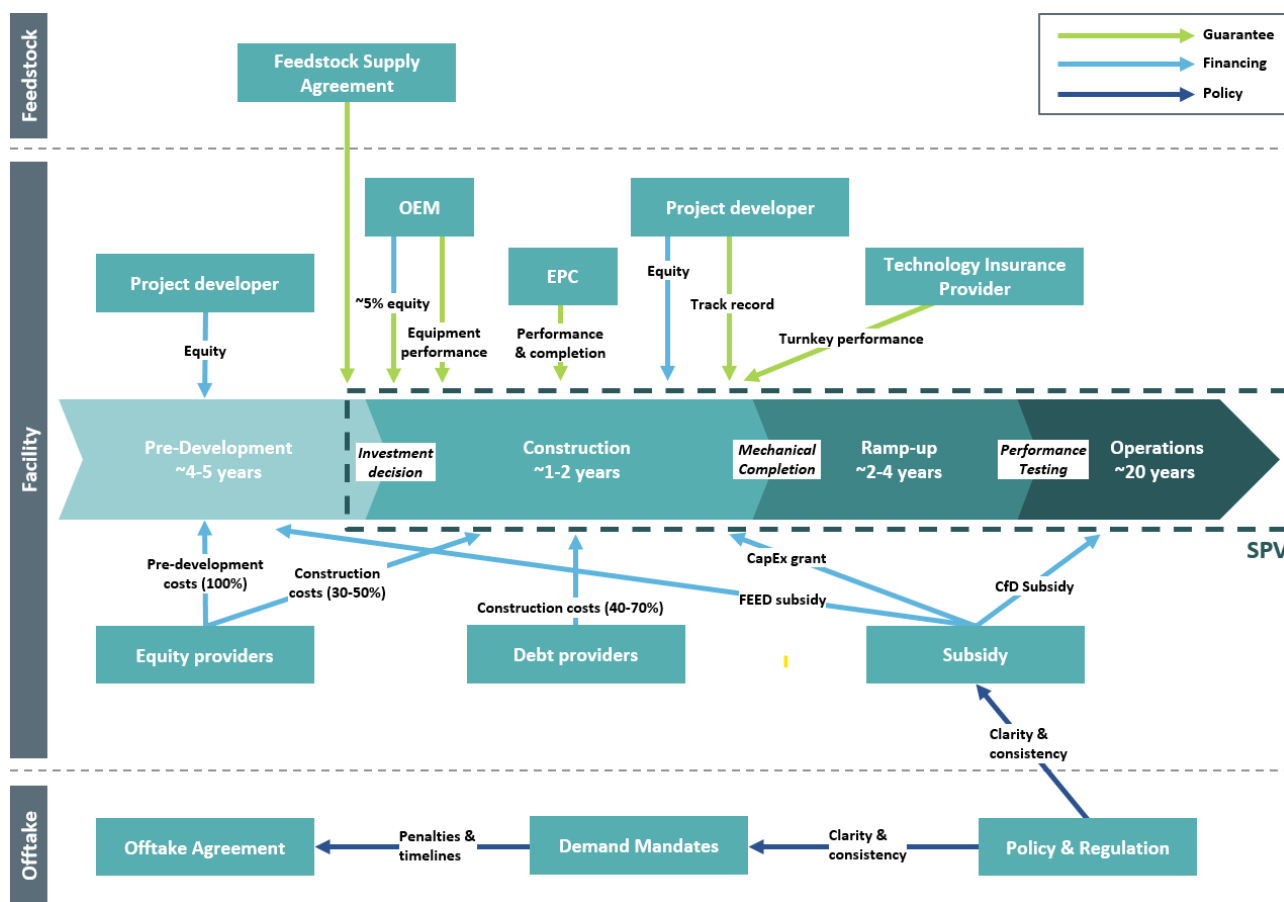 Feedstock
Feedstock Supply
Agreement
Guarantee
Financing
Policy
Facility
OEM
Project developer
Project developer
EPC
Technology Insurance
Provider
~5% equity
Equity
Track record
Equity
Equipment
performance
Performance
& completion
Turnkey performance
Pre-Development
~4-5 years
Investment
decision
Construction
~1-2 years
Mechanical
Completion
Ramp-up
~2-4 years
Performance
Testing
Operations
~20 years
SPV
Pre-development
costs (100%)
Construction
costs (30-50%)
Construction costs (40-70%)
CapEx grant
FEED subsidy
CfD Subsidy
Equity providers
Debt providers
Subsidy
Clarity &
consistency
Offtake
Offtake Agreement
Penalties &
timelines
Demand Mandates
Clarity &
consistency
Policy & Regulation